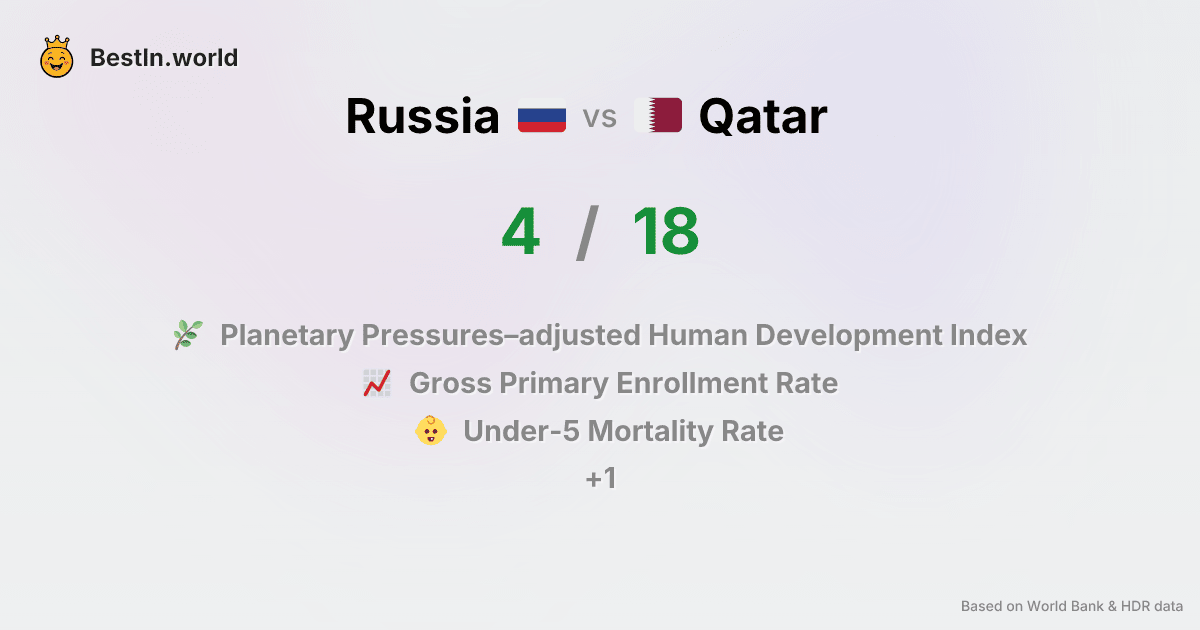 BestIn.world
Russia vs Qatar
4 / 18
Planetary Pressures–adjusted Human Development Index
Gross Primary Enrollment Rate
Under-5 Mortality Rate
+1
Based on World Bank & HDR data